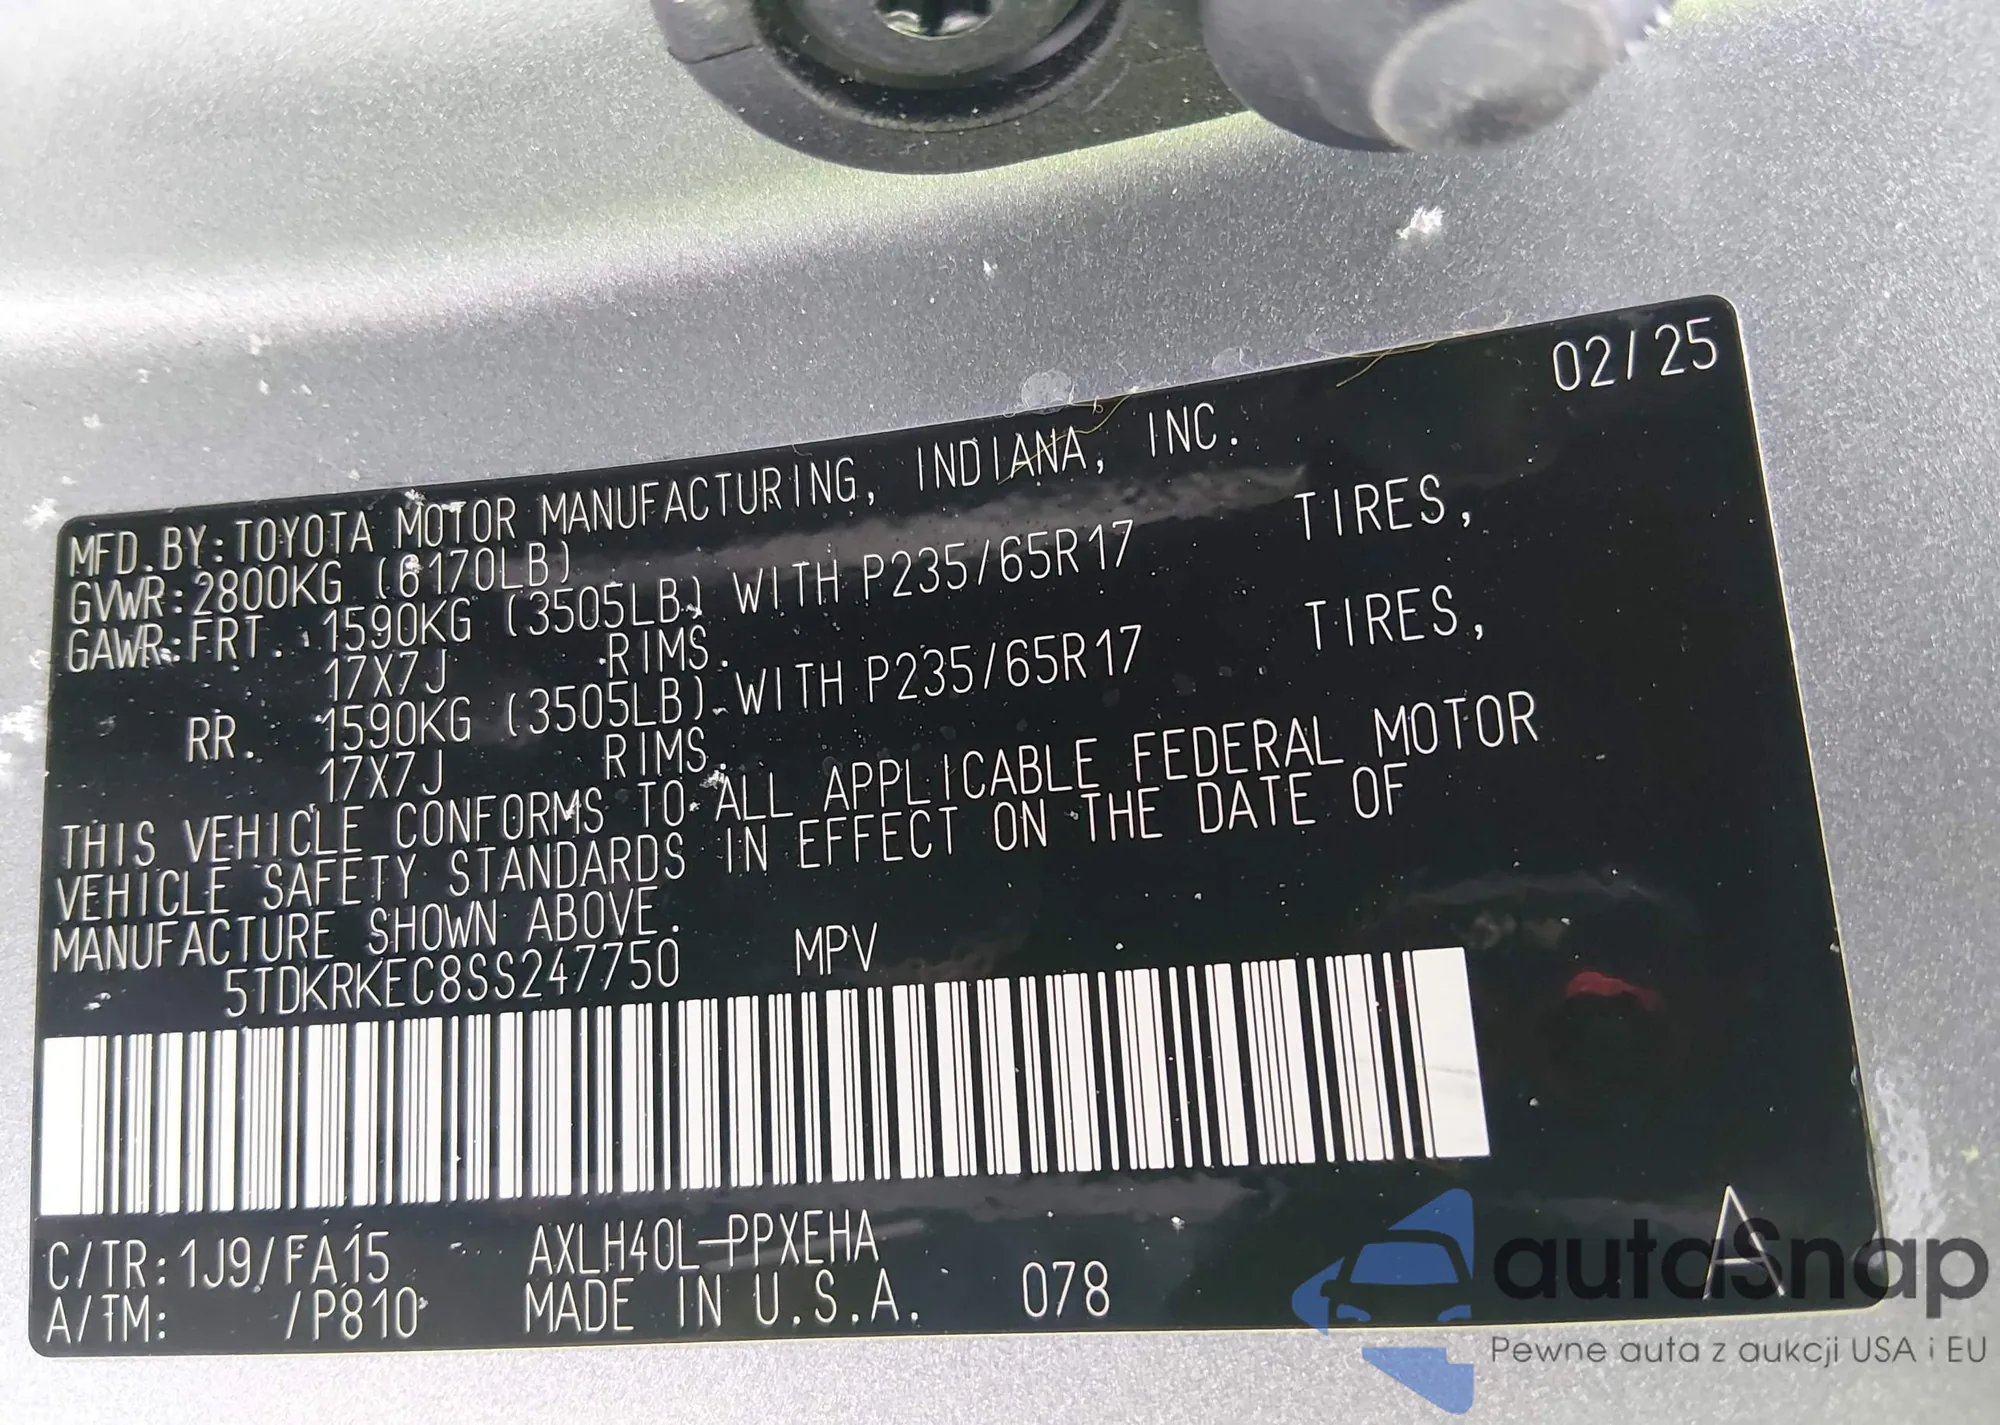 02/25
MFD.BY:TOYOTA MOTOR MANUFACTURING, INDIANA, INC.
GVWR:2800KG (6170LB)
GAWR:FRT. 1590KG (3505LB) WITH P235/65R17 TIRES,
17X7J RIMS.
RR. 1590KG (3505LB) WITH P235/65R17 TIRES,
17X7J RIMS.
THIS VEHICLE CONFORMS TO ALL APPLICABLE FEDERAL MOTOR
VEHICLE SAFETY STANDARDS IN EFFECT ON THE DATE OF
MANUFACTURE SHOWN ABOVE.
5TDKRKEC8SS247750 MPV
C/TR:1J9/FA15 AXLH40L-PPXEHA
A/TM: /P810 MADE IN U.S.A. 078
A
autaSnap
Pewne auta z aukcji USA i EU